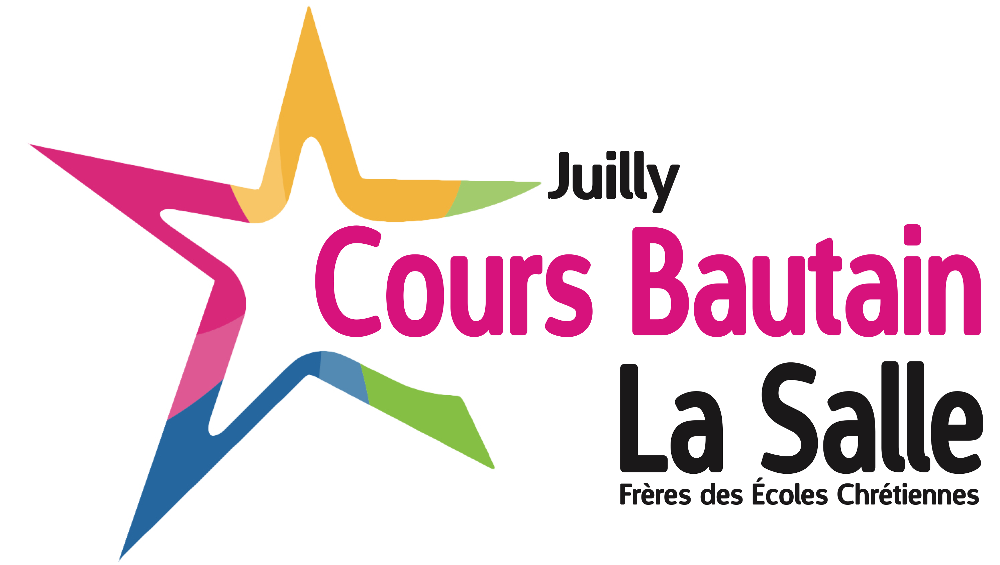 Juilly
Cours Bautain
La Salle
Frères des Écoles Chrétiennes